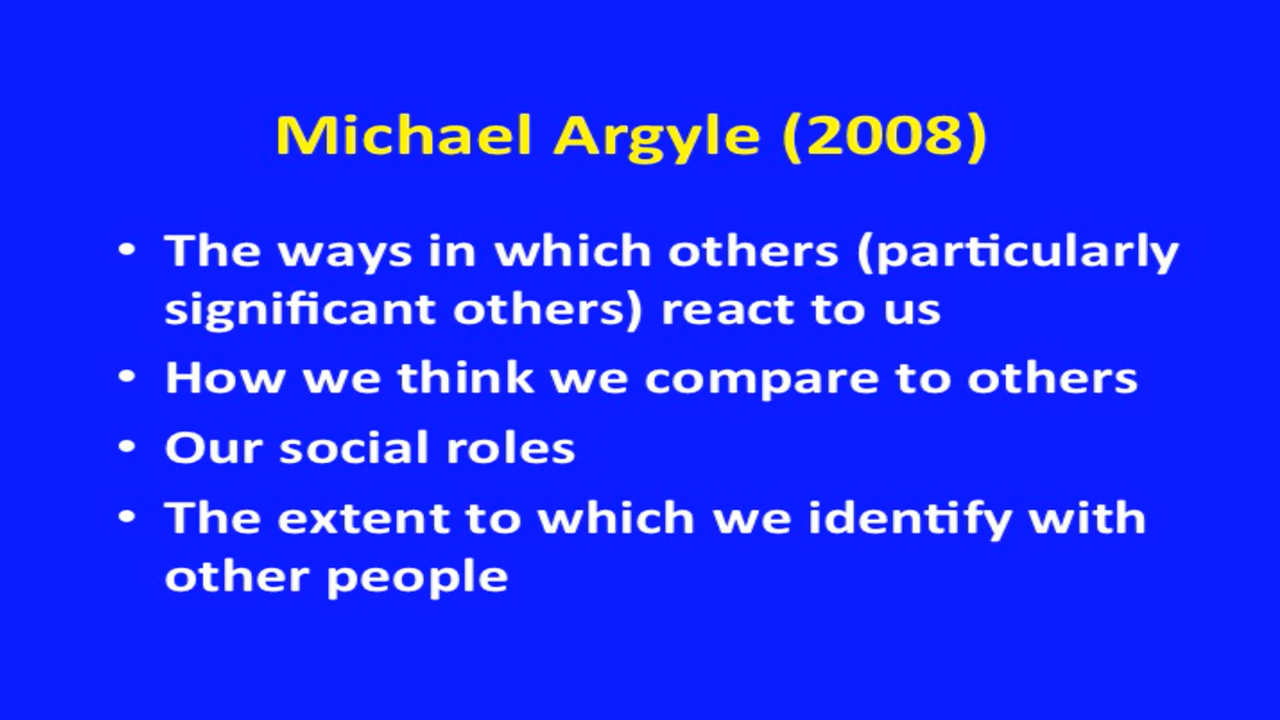 Michael Argyle (2008)
• The ways in which others (particularly
significant others) react to us
• How we think we compare to others
• Our social roles
• The extent to which we identify with
other people